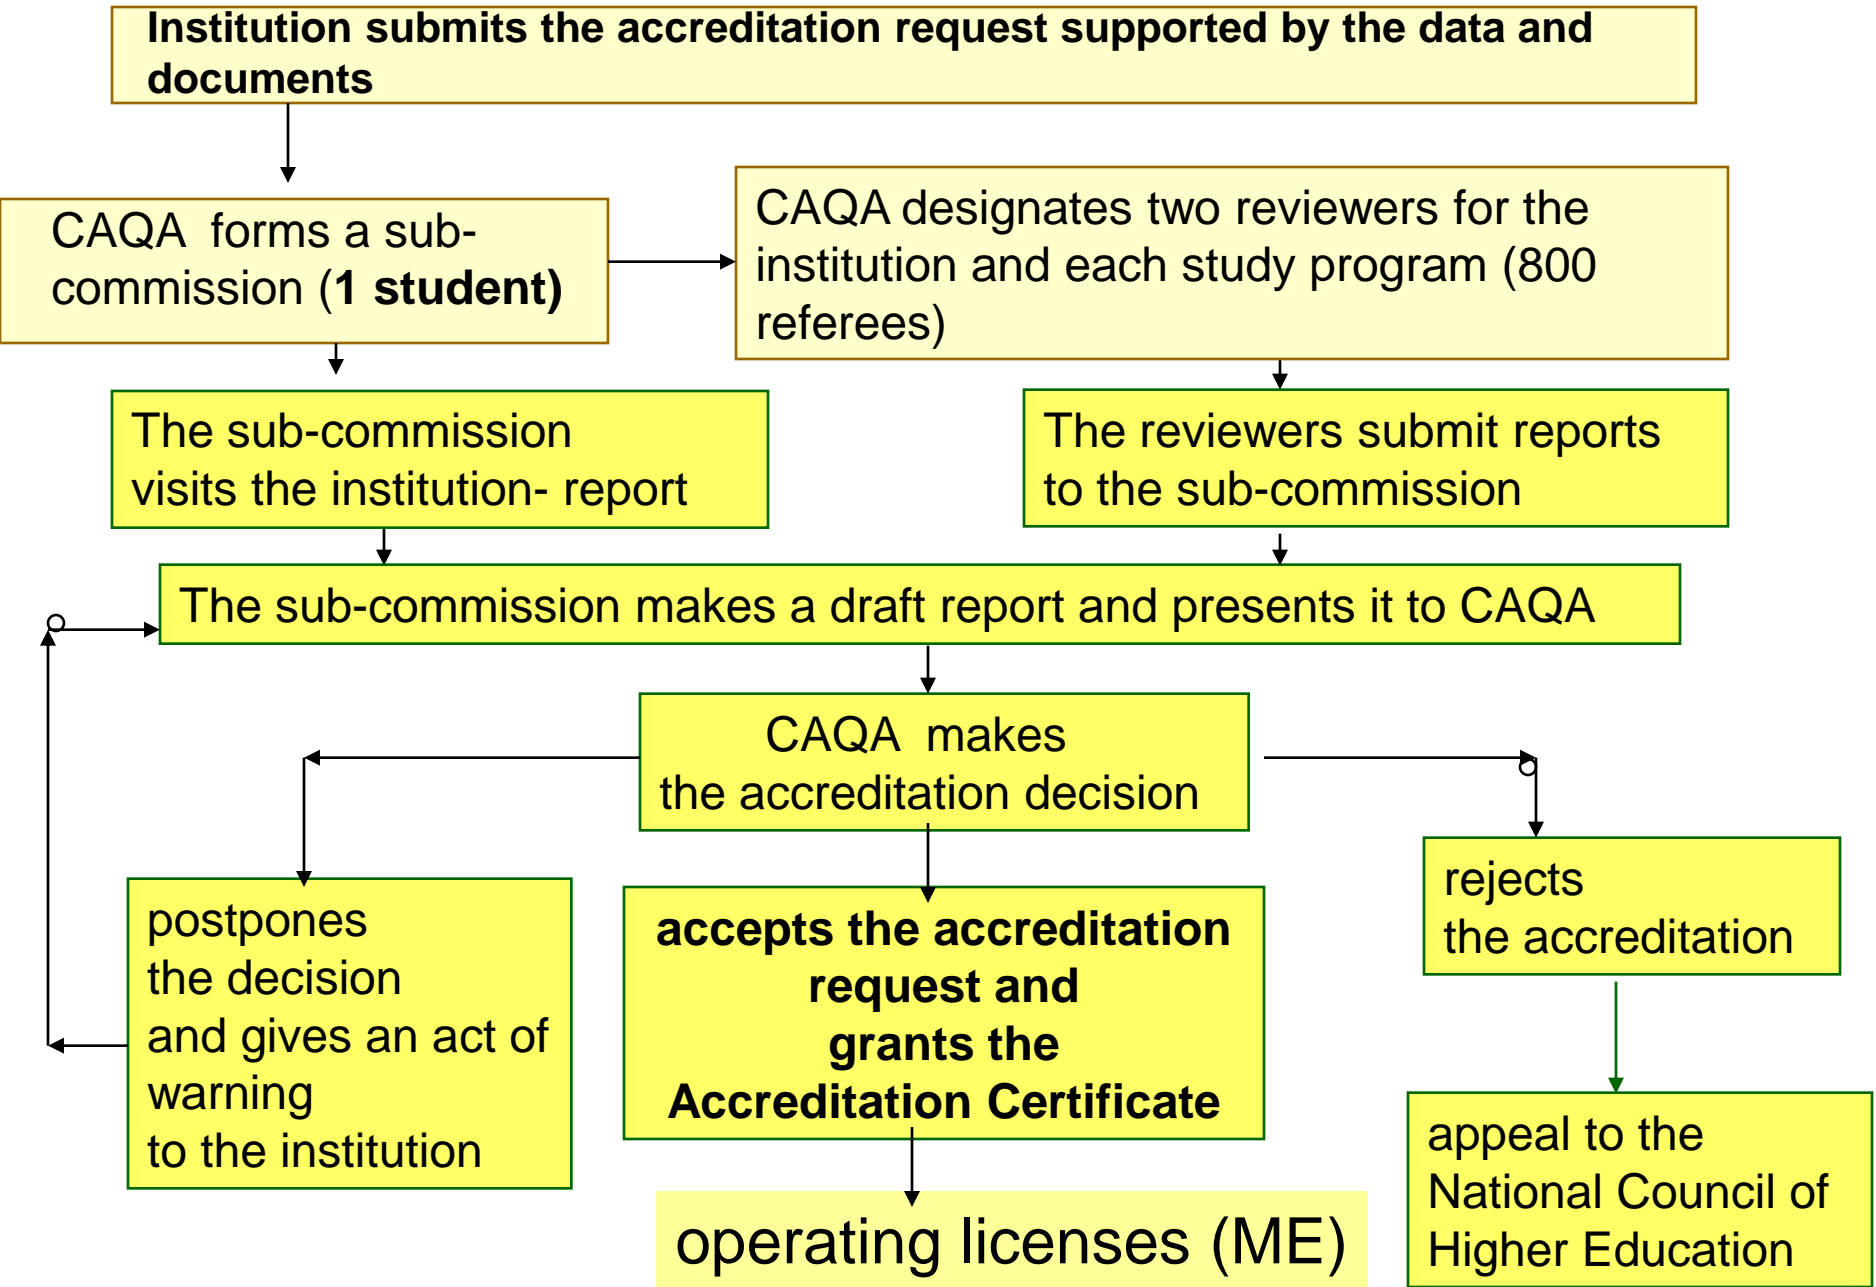 Institution submits the accreditation request supported by the data and
documents
CAQA forms a sub-
commission (1 student)
CAQA designates two reviewers for the
institution and each study program (800
referees)
The sub-commission
visits the institution- report
The reviewers submit reports
to the sub-commission
The sub-commission makes a draft report and presents it to CAQA
CAQA makes
the accreditation decision
postpones
the decision
and gives an act of
warning
to the institution
accepts the accreditation
request and
grants the
Accreditation Certificate
rejects
the accreditation
operating licenses (ME)
appeal to the
National Council of
Higher Education